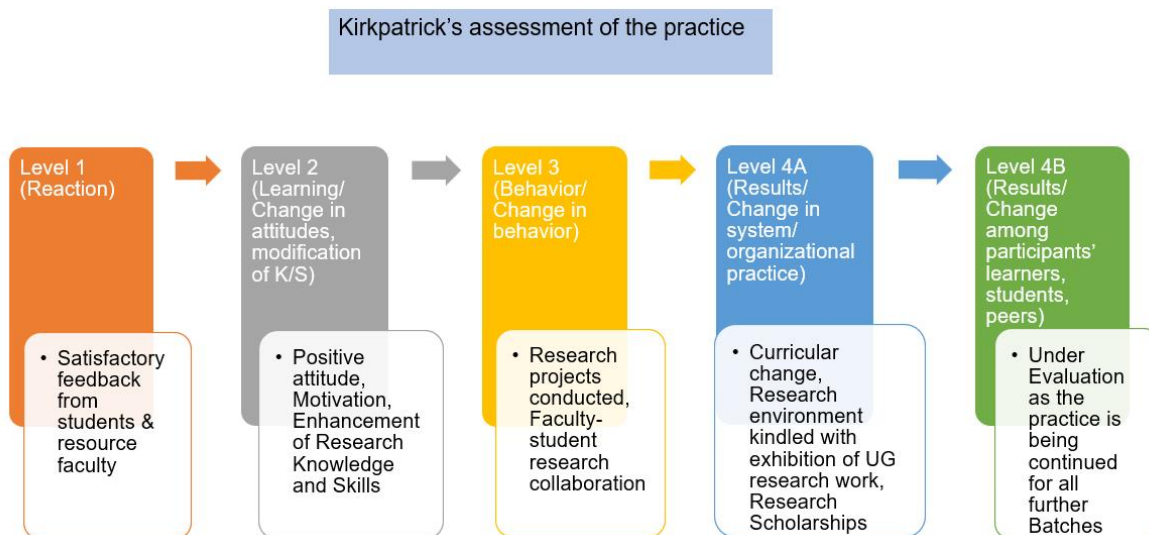 Kirkpatrick's assessment of the practice
Level 1
(Reaction)
• Satisfactory
feedback
from
students &
resource
faculty
Level 2
(Learning/
Change in
attitudes,
modification
of K/S)
• Positive
attitude,
Motivation,
Enhancement
of Research
Knowledge
and Skills
Level 3
(Behavior/
Change in
behavior)
• Research
projects
conducted,
Faculty-
student
research
collaboration
Level 4A
(Results/
Change in
system/
organizational
practice)
• Curricular
change,
Research
environment
kindled with
exhibition of UG
research work,
Research
Scholarships
Level 4B
(Results/
Change
among
participants'
learners,
students,
peers)
• Under
Evaluation
as the
practice is
being
continued
for all
further
Batches